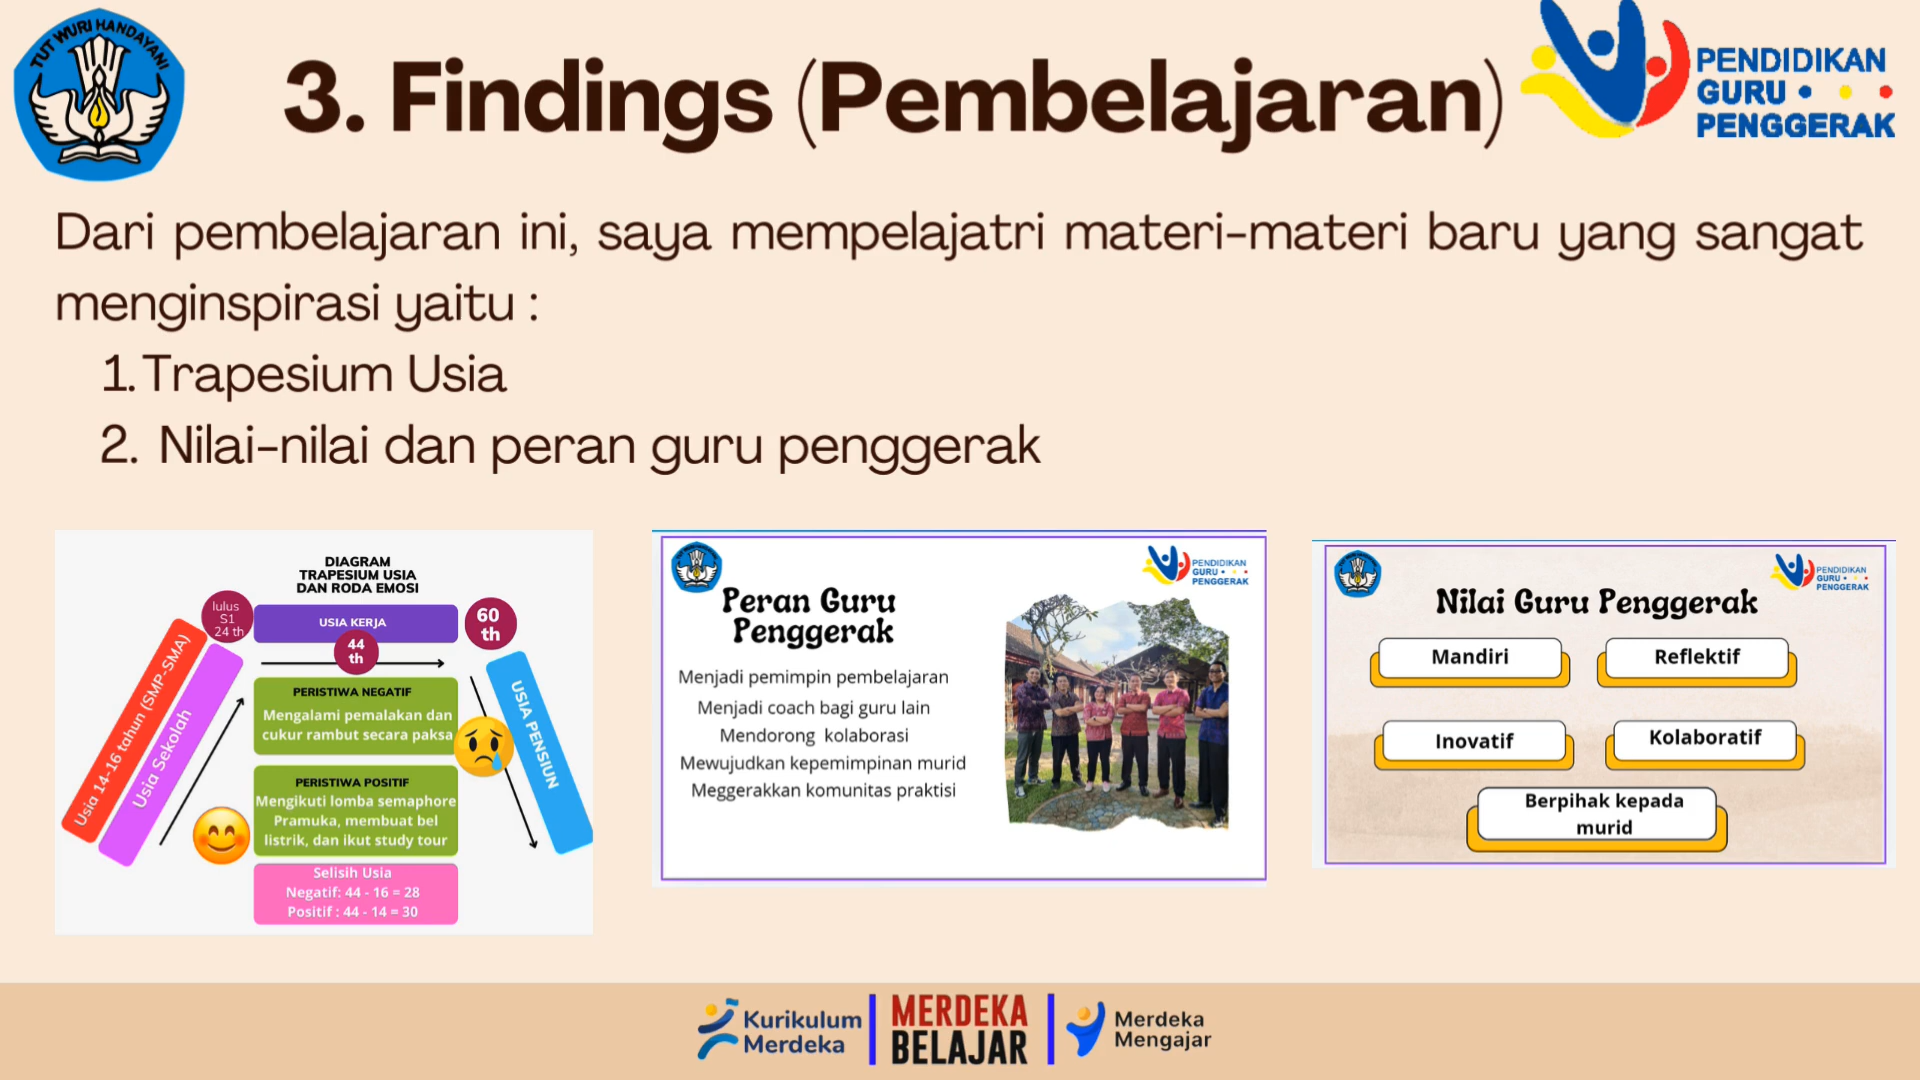 TUT WURI HANDAYANI
3. Findings (Pembelajaran)
PENDIDIKAN
GURU
PENGGERAK
Dari pembelajaran ini, saya mempelajatri materi-materi baru yang sangat
menginspirasi yaitu :
1. Trapesium Usia
2. Nilai-nilai dan peran guru penggerak
DIAGRAM
TRAPESIUM USIA
DAN RODA EMOSI
lulus
S1
24 th
USIA KERJA
60
th
44
th
Usia 14-16 tahun (SMP-SMA)
Usia Sekolah
USIA PENSIUN
PERISTIWA NEGATIF
Mengalami pemalakan dan
cukur rambut secara paksa
PERISTIWA POSITIF
Mengikuti lomba semaphore
Pramuka, membuat bel
listrik, dan ikut study tour
Selisih Usia
Negatif: 44 - 16 = 28
Positif : 44 - 14 = 30
PENDIDIKAN
GURU
PENGGERAK
Peran Guru
Penggerak
Menjadi pemimpin pembelajaran
Menjadi coach bagi guru lain
Mendorong kolaborasi
Mewujudkan kepemimpinan murid
Meggerakkan komunitas praktisi
PENDIDIKAN
GURU
PENGGERAK
Nilai Guru Penggerak
Mandiri
Reflektif
Inovatif
Kolaboratif
Berpihak kepada
murid
Kurikulum
Merdeka
MERDEKA
BELAJAR
Merdeka
Mengajar